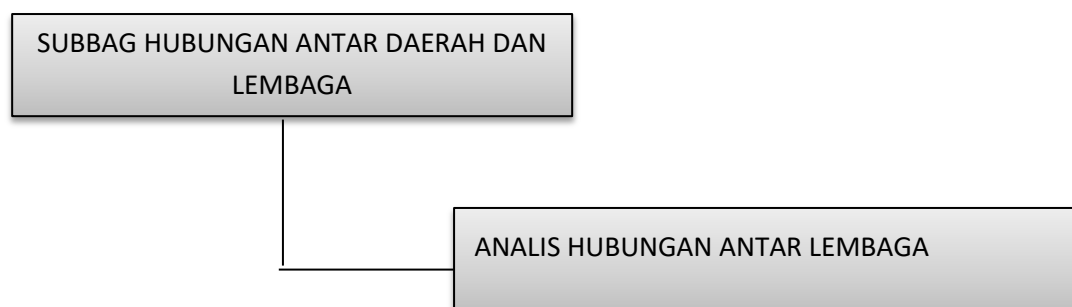 SUBBAG HUBUNGAN ANTAR DAERAH DAN
LEMBAGA
ANALIS HUBUNGAN ANTAR LEMBAGA